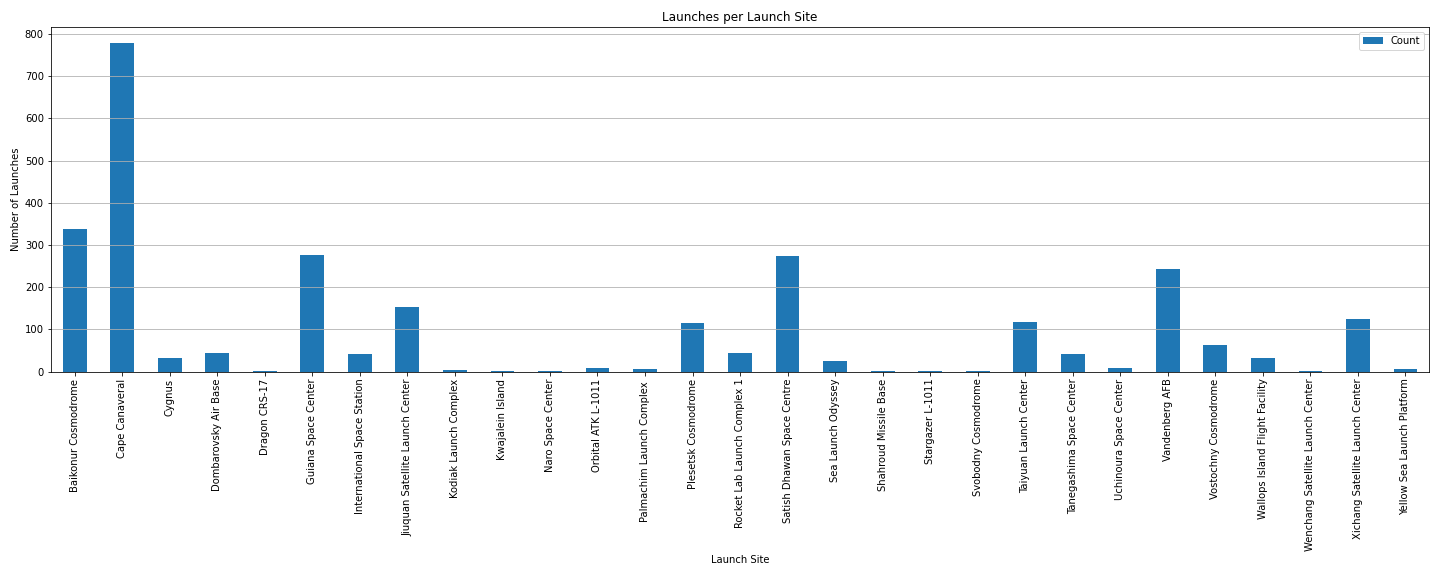 Launches per Launch Site
Count
Number of Launches
800
700
600
500
400
300
200
100
0
Baikonur Cosmodrome
Cape Canaveral
Cygnus
Dombarovsky Air Base
Dragon CRS-17
Guiana Space Center
International Space Station
Jiuquan Satellite Launch Center
Kodiak Launch Complex
Kwajalein Island
Naro Space Center
Orbital ATK L-1011
Palmachim Launch Complex
Plesetsk Cosmodrome
Rocket Lab Launch Complex 1
Satish Dhawan Space Centre
Sea Launch Odyssey
Shahroud Missile Base
Stargazer L-1011
Svobodny Cosmodrome
Taiyuan Launch Center
Tanegashima Space Center
Uchinoura Space Center
Vandenberg AFB
Vostochny Cosmodrome
Wallops Island Flight Facility
Wenchang Satellite Launch Center
Xichang Satellite Launch Center
Yellow Sea Launch Platform
Launch Site